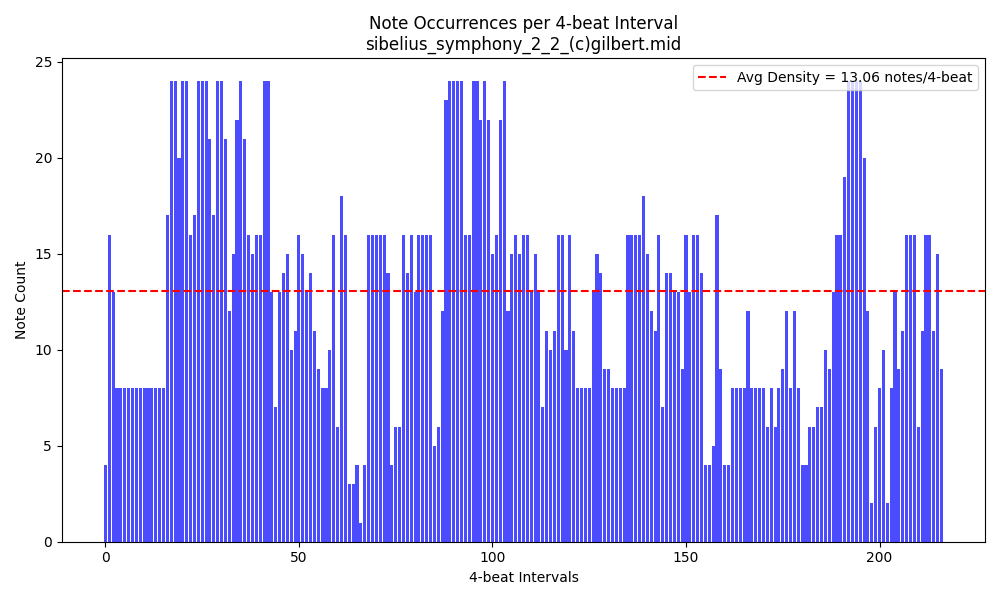 Note Occurrences per 4-beat Interval
sibelius_symphony_2_2_(c)gilbert.mid
Avg Density = 13.06 notes/4-beat
Note Count
25
20
15
10
5
0
0 50 100 150 200
4-beat Intervals